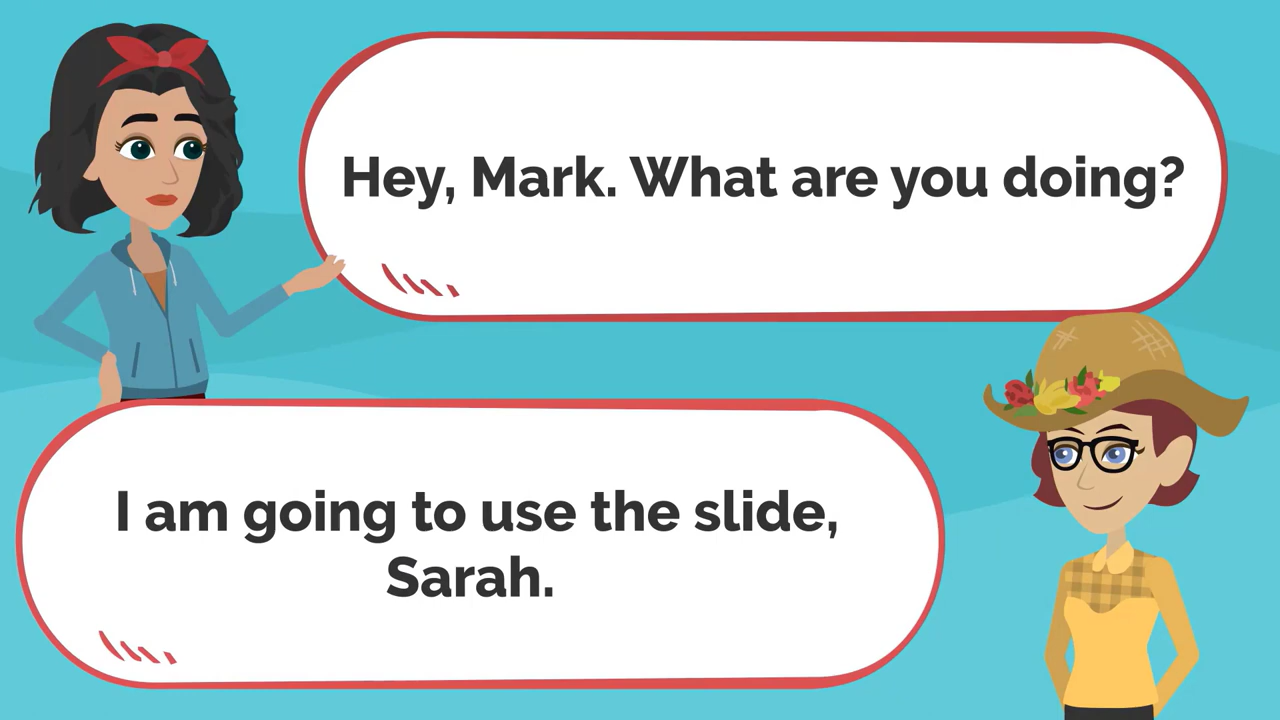 Hey, Mark. What are you doing?
I am going to use the slide,
Sarah.